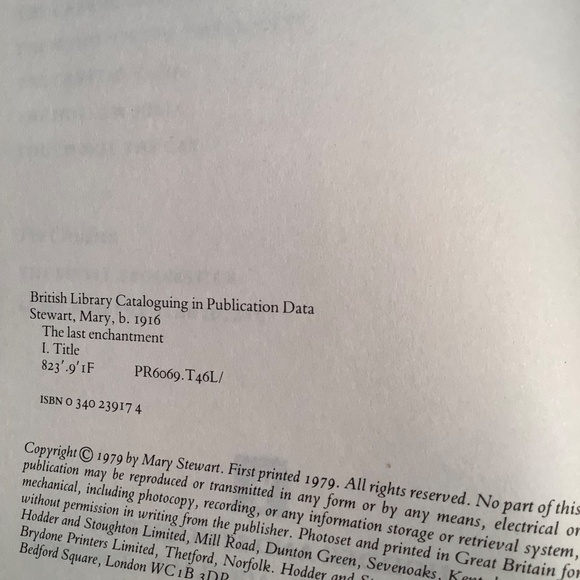 British Library Cataloguing in Publication Data
Stewart, Mary, b. 1916
The last enchantment
I. Title
823'.9'1F PR6069.T46L/
ISBN 0 340 23917 4
Copyright © 1979 by Mary Stewart. First printed 1979. All rights reserved. No part of this
publication may be reproduced or transmitted in any form or by any means, electrical or
mechanical, including photocopy, recording, or any information storage or retrieval system,
without permission in writing from the publisher. Photoset and printed in Great Britain for
Hodder and Stoughton Limited, Mill Road, Dunton Green, Sevenoaks, Kent
Brydone Printers Limited, Thetford, Norfolk. Hodder and
Bedford Square, London WC1B 3DP